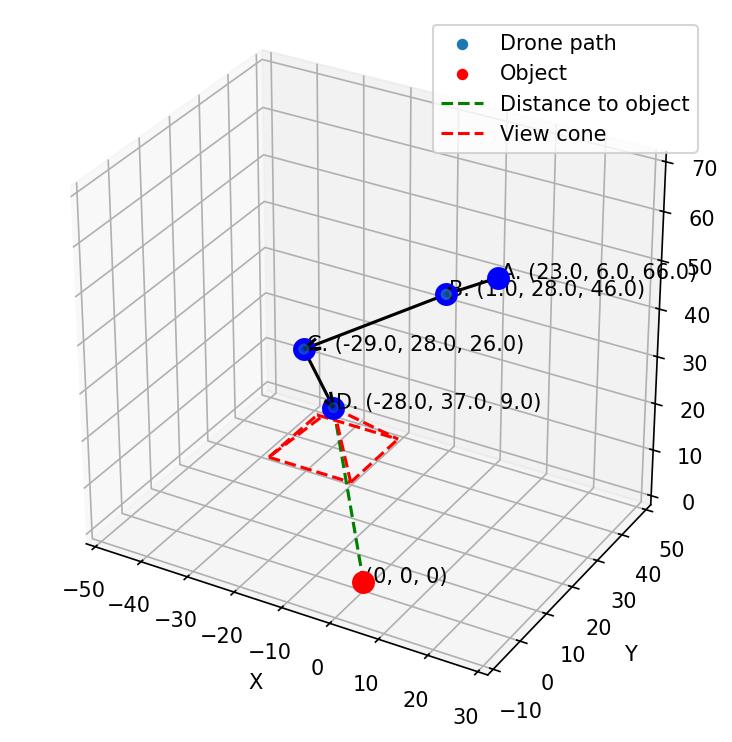 Drone path
Object
Distance to object
View cone
70
60
50
40
30
20
10
0
A. (23.0, 6.0, 66.0)
B. (1.0, 28.0, 46.0)
C. (-29.0, 28.0, 26.0)
D. (-28.0, 37.0, 9.0)
(0, 0, 0)
−50
−40
−30
−20
−10
0
10
20
30
X
50
40
30
20
10
0
−10
Y